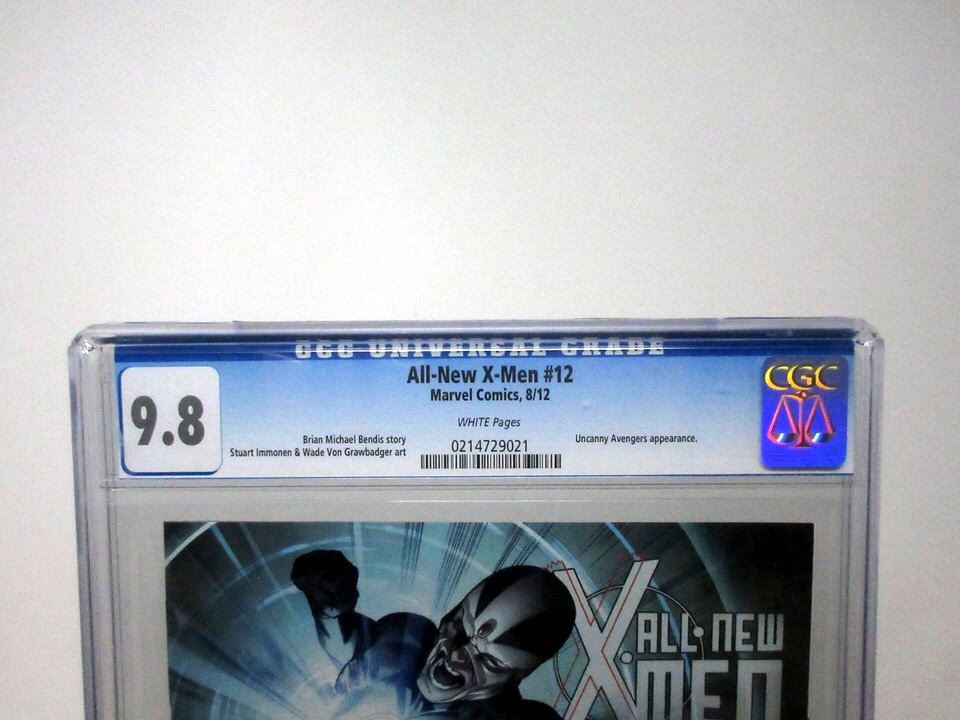 CGC UNIVERSAL GRADE
9.8
All-New X-Men #12
Marvel Comics, 8/12
WHITE Pages
Brian Michael Bendis story
Stuart Immonen & Wade Von Grawbadger art
0214729021
Uncanny Avengers appearance.
CGC
X
ALL-NEW
X-MEN